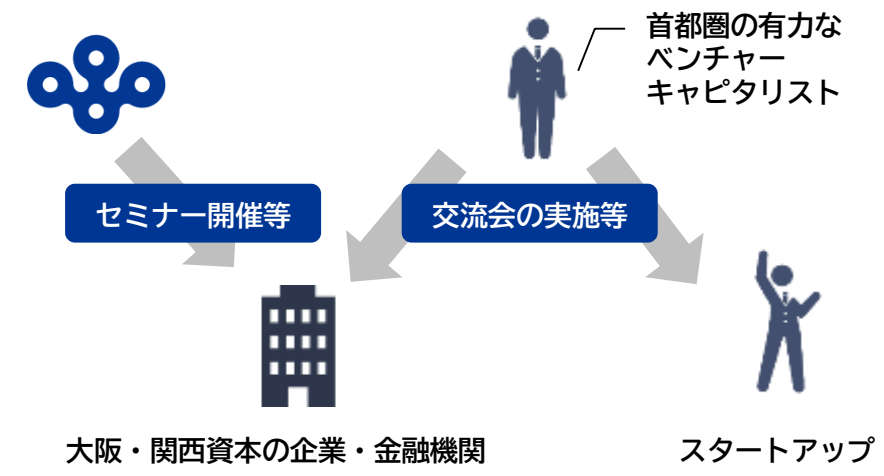 首都圏の有力な
ベンチャー
キャピタリスト
セミナー開催等
交流会の実施等
大阪・関西資本の企業・金融機関
スタートアップ